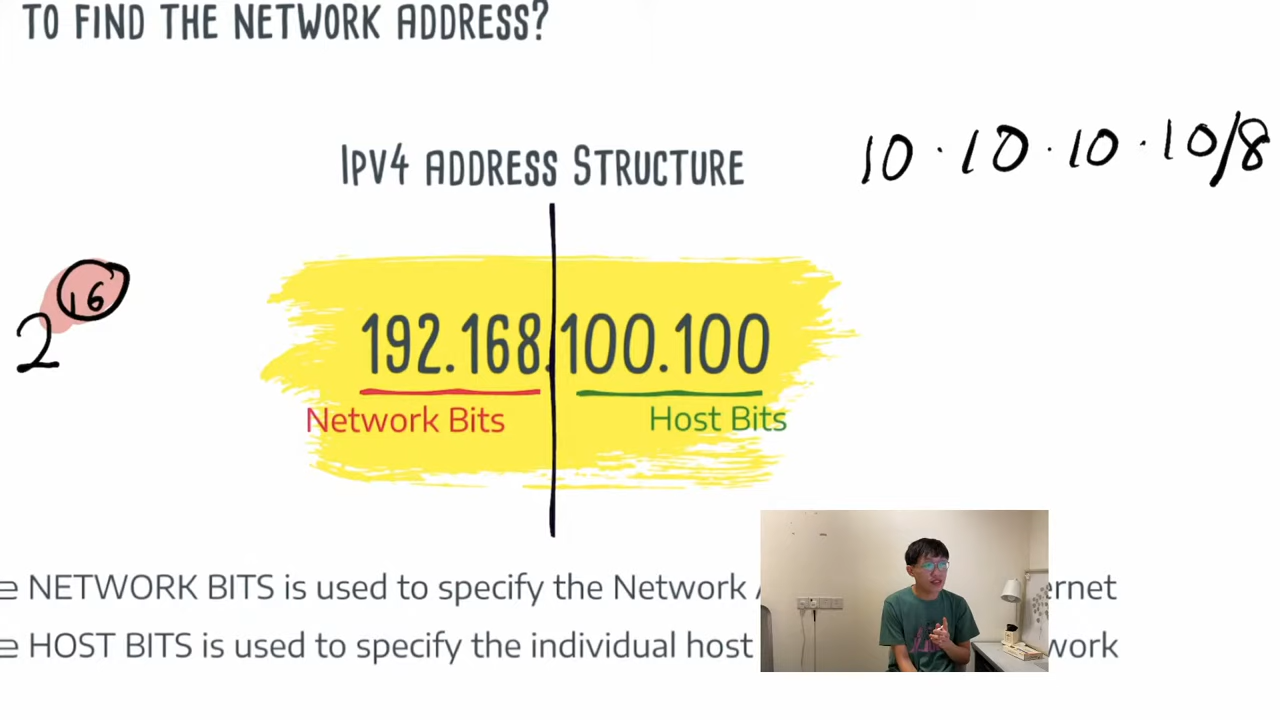 TO FIND THE NETWORK ADDRESS?
10.10.10.10/8
IPV4 ADDRESS STRUCTURE
2^16
192.168.100.100
Network Bits
Host Bits
NETWORK BITS is used to specify the Network
HOST BITS is used to specify the individual host